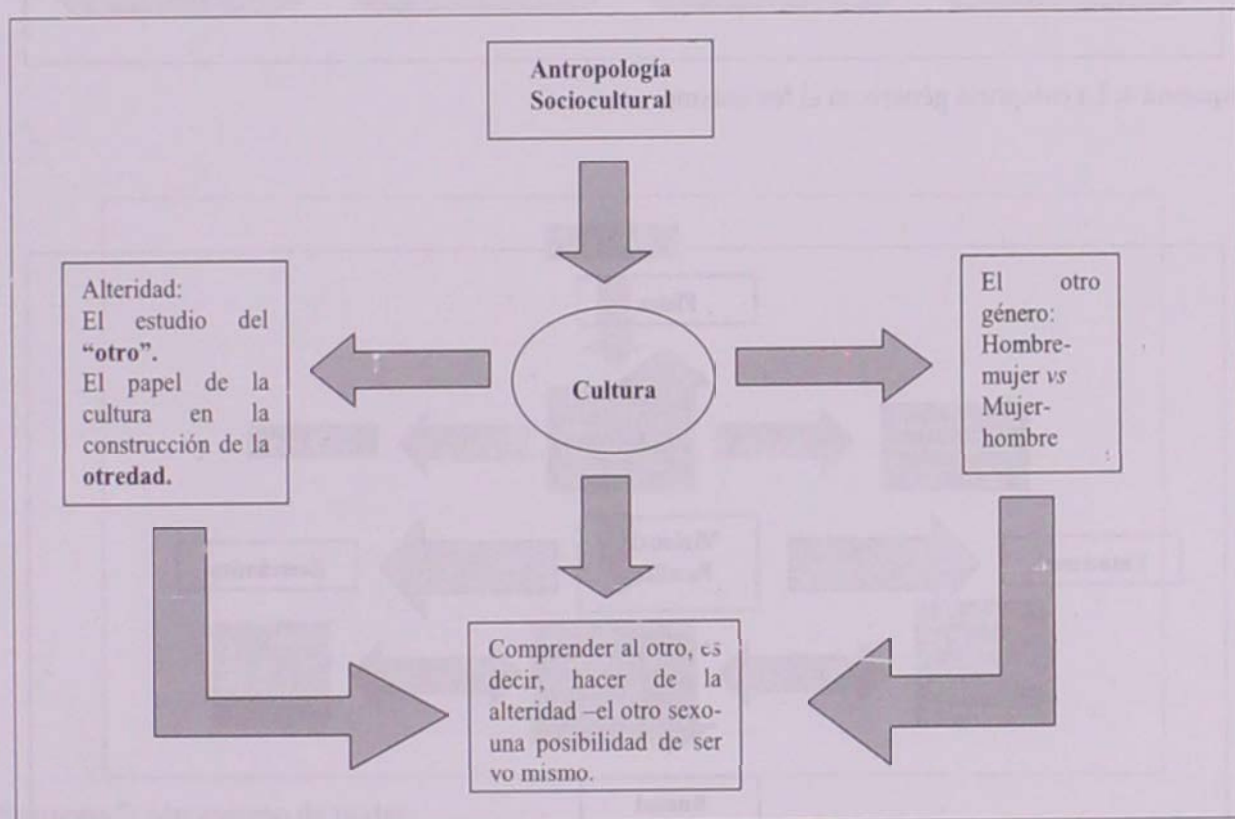 Antropología
Sociocultural
Alteridad:
El estudio del
“otro”.
El papel de la
cultura en la
construcción de la
otredad.
Cultura
El otro
género:
Hombre-
mujer vs
Mujer-
hombre
Comprender al otro, es
decir, hacer de la
alteridad –el otro sexo-
una posibilidad de ser
yo mismo.